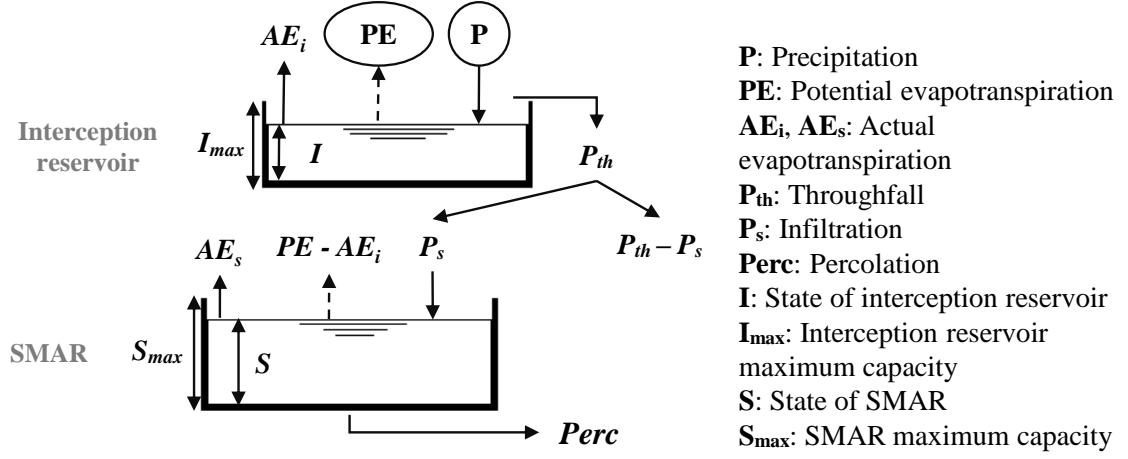 AEi
PE
P
Interception
reservoir
Imax
I
Pth
Pth – Ps
AEs
PE - AEi
Ps
SMAR
Smax
S
Perc
P: Precipitation
PE: Potential evapotranspiration
AEi, AEs: Actual
evapotranspiration
Pth: Throughfall
Ps: Infiltration
Perc: Percolation
I: State of interception reservoir
Imax: Interception reservoir
maximum capacity
S: State of SMAR
Smax: SMAR maximum capacity